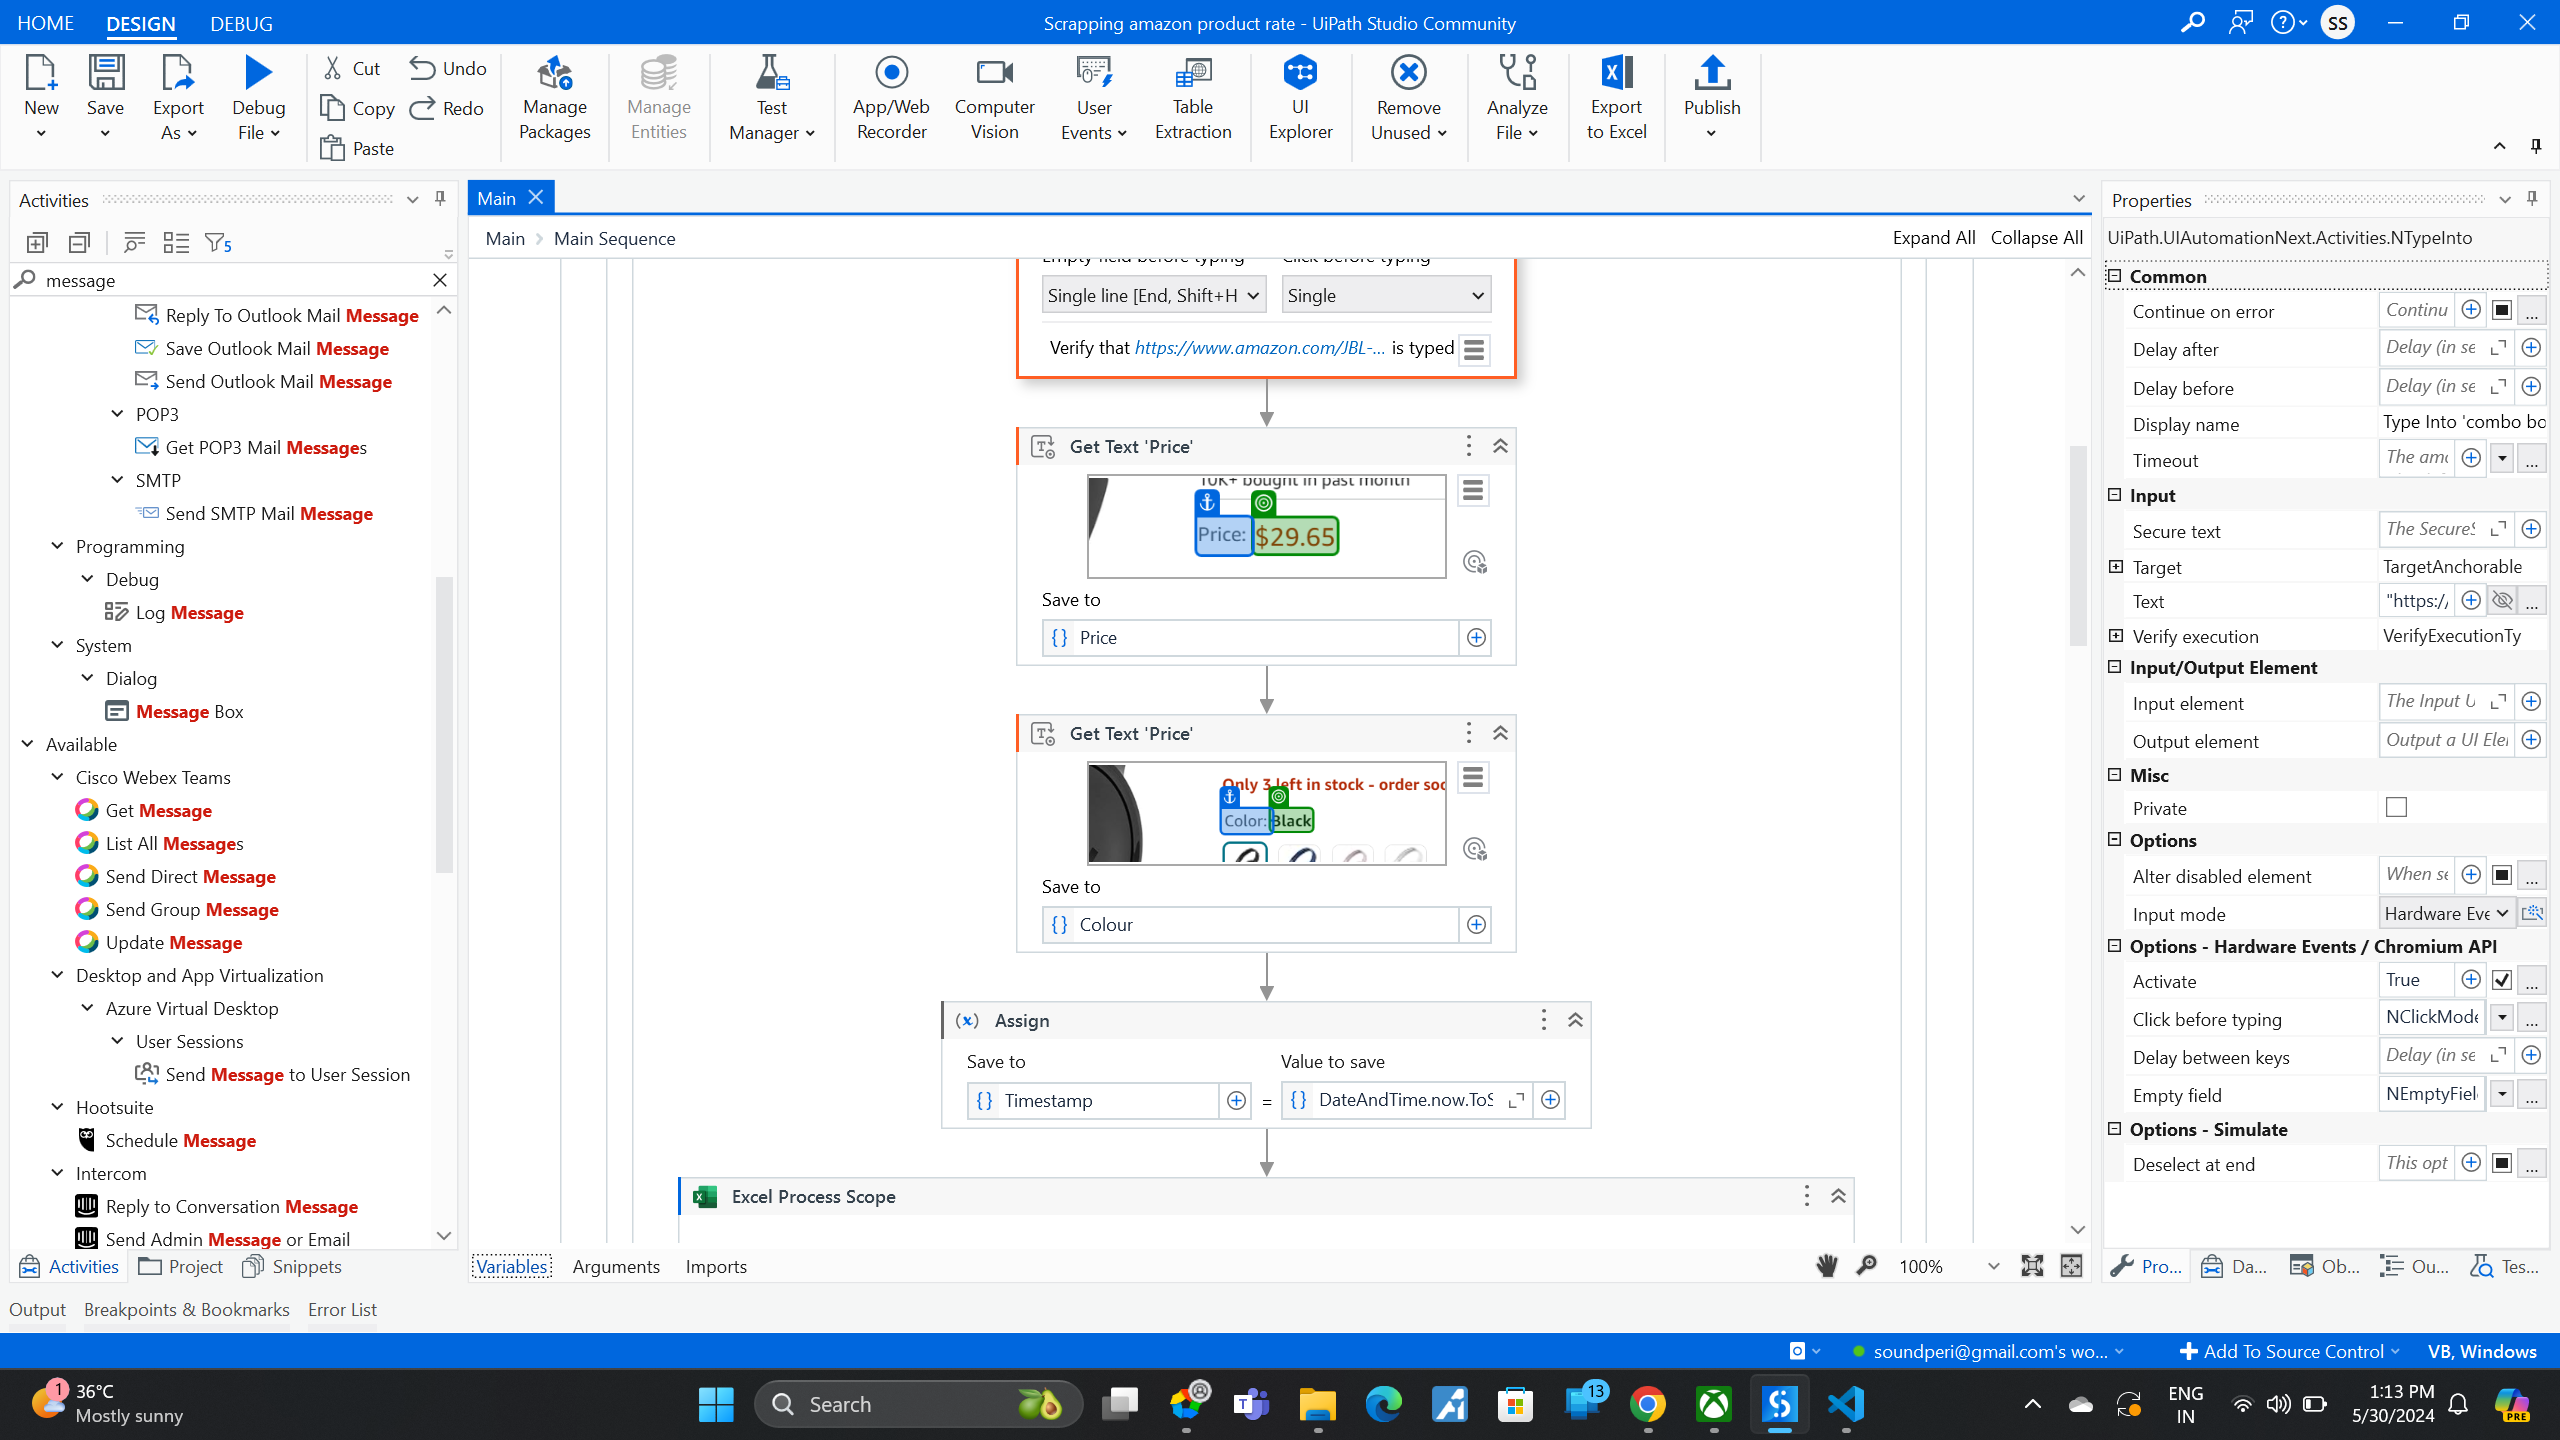 HOME DESIGN DEBUG
Scrapping amazon product rate - UiPath Studio Community
SS
New
Save
Export As
Debug File
Cut
Copy
Paste
Undo
Redo
Manage Packages
Manage Entities
Test Manager
App/Web Recorder
Computer Vision
User Events
Table Extraction
UI Explorer
Remove Unused
Analyze File
Export to Excel
Publish
Activities
5
message
Reply To Outlook Mail Message
Save Outlook Mail Message
Send Outlook Mail Message
POP3
Get POP3 Mail Messages
SMTP
Send SMTP Mail Message
Programming
Debug
Log Message
System
Dialog
Message Box
Available
Cisco Webex Teams
Get Message
List All Messages
Send Direct Message
Send Group Message
Update Message
Desktop and App Virtualization
Azure Virtual Desktop
User Sessions
Send Message to User Session
Hootsuite
Schedule Message
Intercom
Reply to Conversation Message
Send Admin Message or Email
Activities Project Snippets
Main
Main Main Sequence
Expand All Collapse All
Empty field before typing Click before typing
Single line [End, Shift+H Single
Verify that https://www.amazon.com/JBL-... is typed
Get Text 'Price'
10K+ bought in past month
Price: $29.65
Save to
Price
Get Text 'Price'
Only 3 left in stock - order soo
Color: Black
Save to
Colour
Assign
Save to Value to save
Timestamp = DateAndTime.now.ToS
Excel Process Scope
Variables Arguments Imports
100%
Properties
UiPath.UIAutomationNext.Activities.NTypeInto
Common
Continue on error Continu ...
Delay after Delay (in se
Delay before Delay (in se
Display name Type Into 'combo bo
Timeout The amo ...
Input
Secure text The SecureS
Target TargetAnchorable
Text "https:/, ...
Verify execution VerifyExecutionTy
Input/Output Element
Input element The Input U
Output element Output a UI Ele
Misc
Private
Options
Alter disabled element When se ...
Input mode Hardware Eve
Options - Hardware Events / Chromium API
Activate True ...
Click before typing NClickMode ...
Delay between keys Delay (in se
Empty field NEmptyFiel ...
Options - Simulate
Deselect at end This opt ...
Pro... Da... Ob... Ou... Tes...
Output Breakpoints & Bookmarks Error List
soundperi@gmail.com's wo... Add To Source Control VB, Windows
1
36°C
Mostly sunny
Search
13
ENG
IN
1:13 PM
5/30/2024
PRE